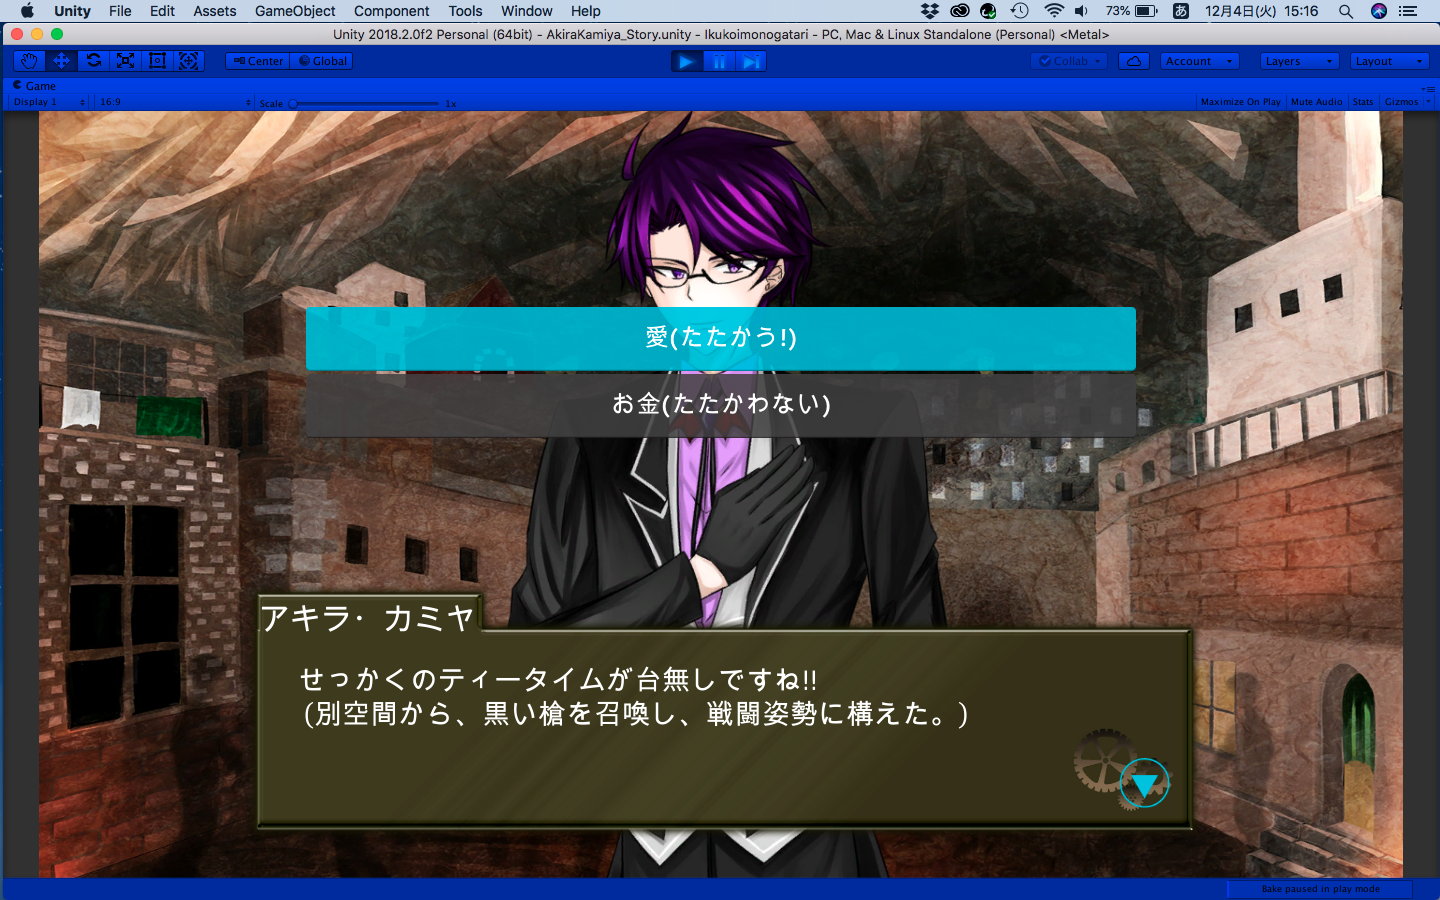 Unity File Edit Assets GameObject Component Tools Window Help 73% あ 12月4日(火) 15:16
Unity 2018.2.0f2 Personal (64bit) - AkiraKamiya_Story.unity - Ikukoimonogatari - PC, Mac & Linux Standalone (Personal) <Metal>
Center Global Collab Account Layers Layout
Game
Display 1 16:9 Scale 1x Maximize On Play Mute Audio Stats Gizmos
愛(たたかう!)
お金(たたかわない)
アキラ・カミヤ
せっかくのティータイムが台無しですね!!
(別空間から、黒い槍を召喚し、戦闘姿勢に構えた。)
Bake paused in play mode